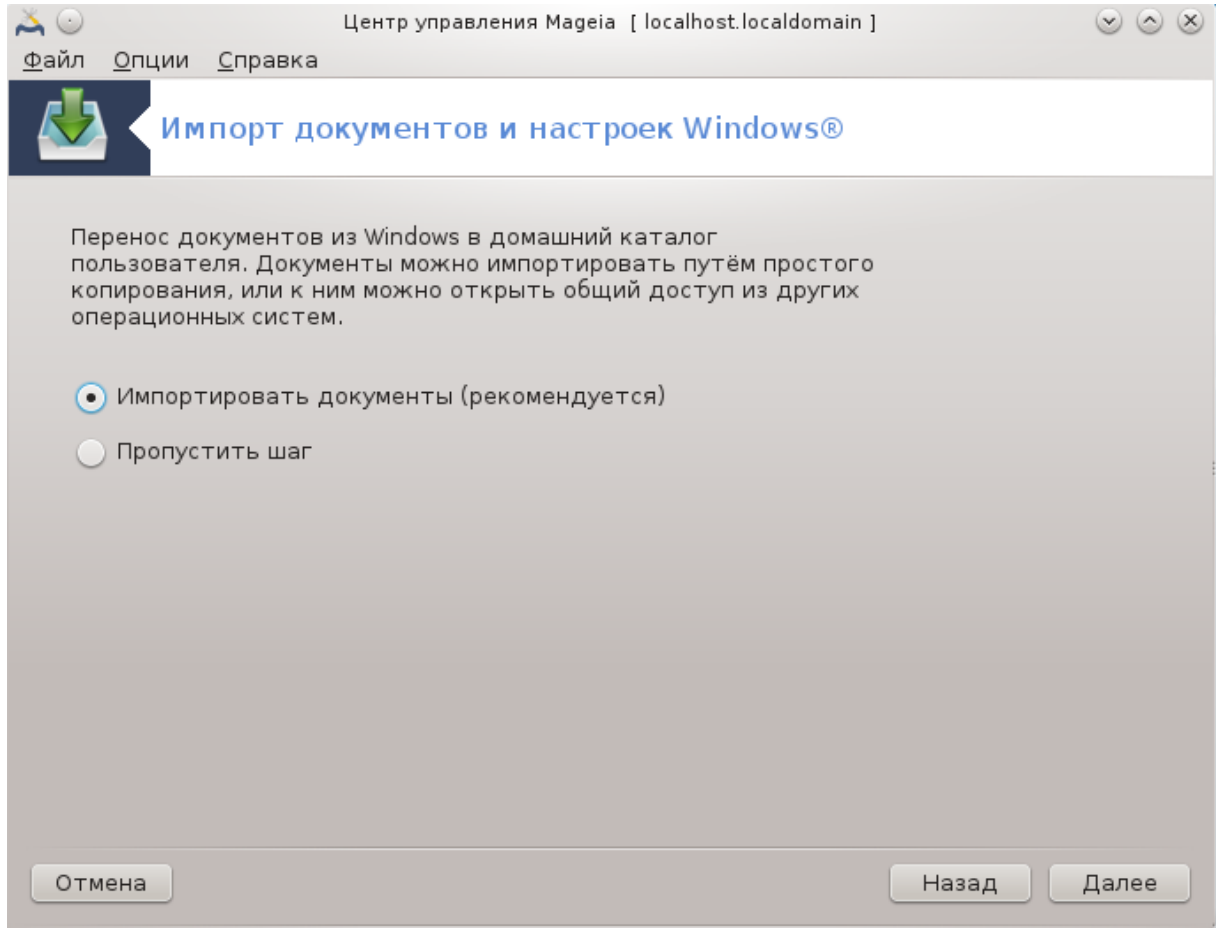 Центр управления Mageia [ localhost.localdomain ]
Файл Опции Справка
Импорт документов и настроек Windows®
Перенос документов из Windows в домашний каталог
пользователя. Документы можно импортировать путём простого
копирования, или к ним можно открыть общий доступ из других
операционных систем.
Импортировать документы (рекомендуется)
Пропустить шаг
Отмена Назад Далее